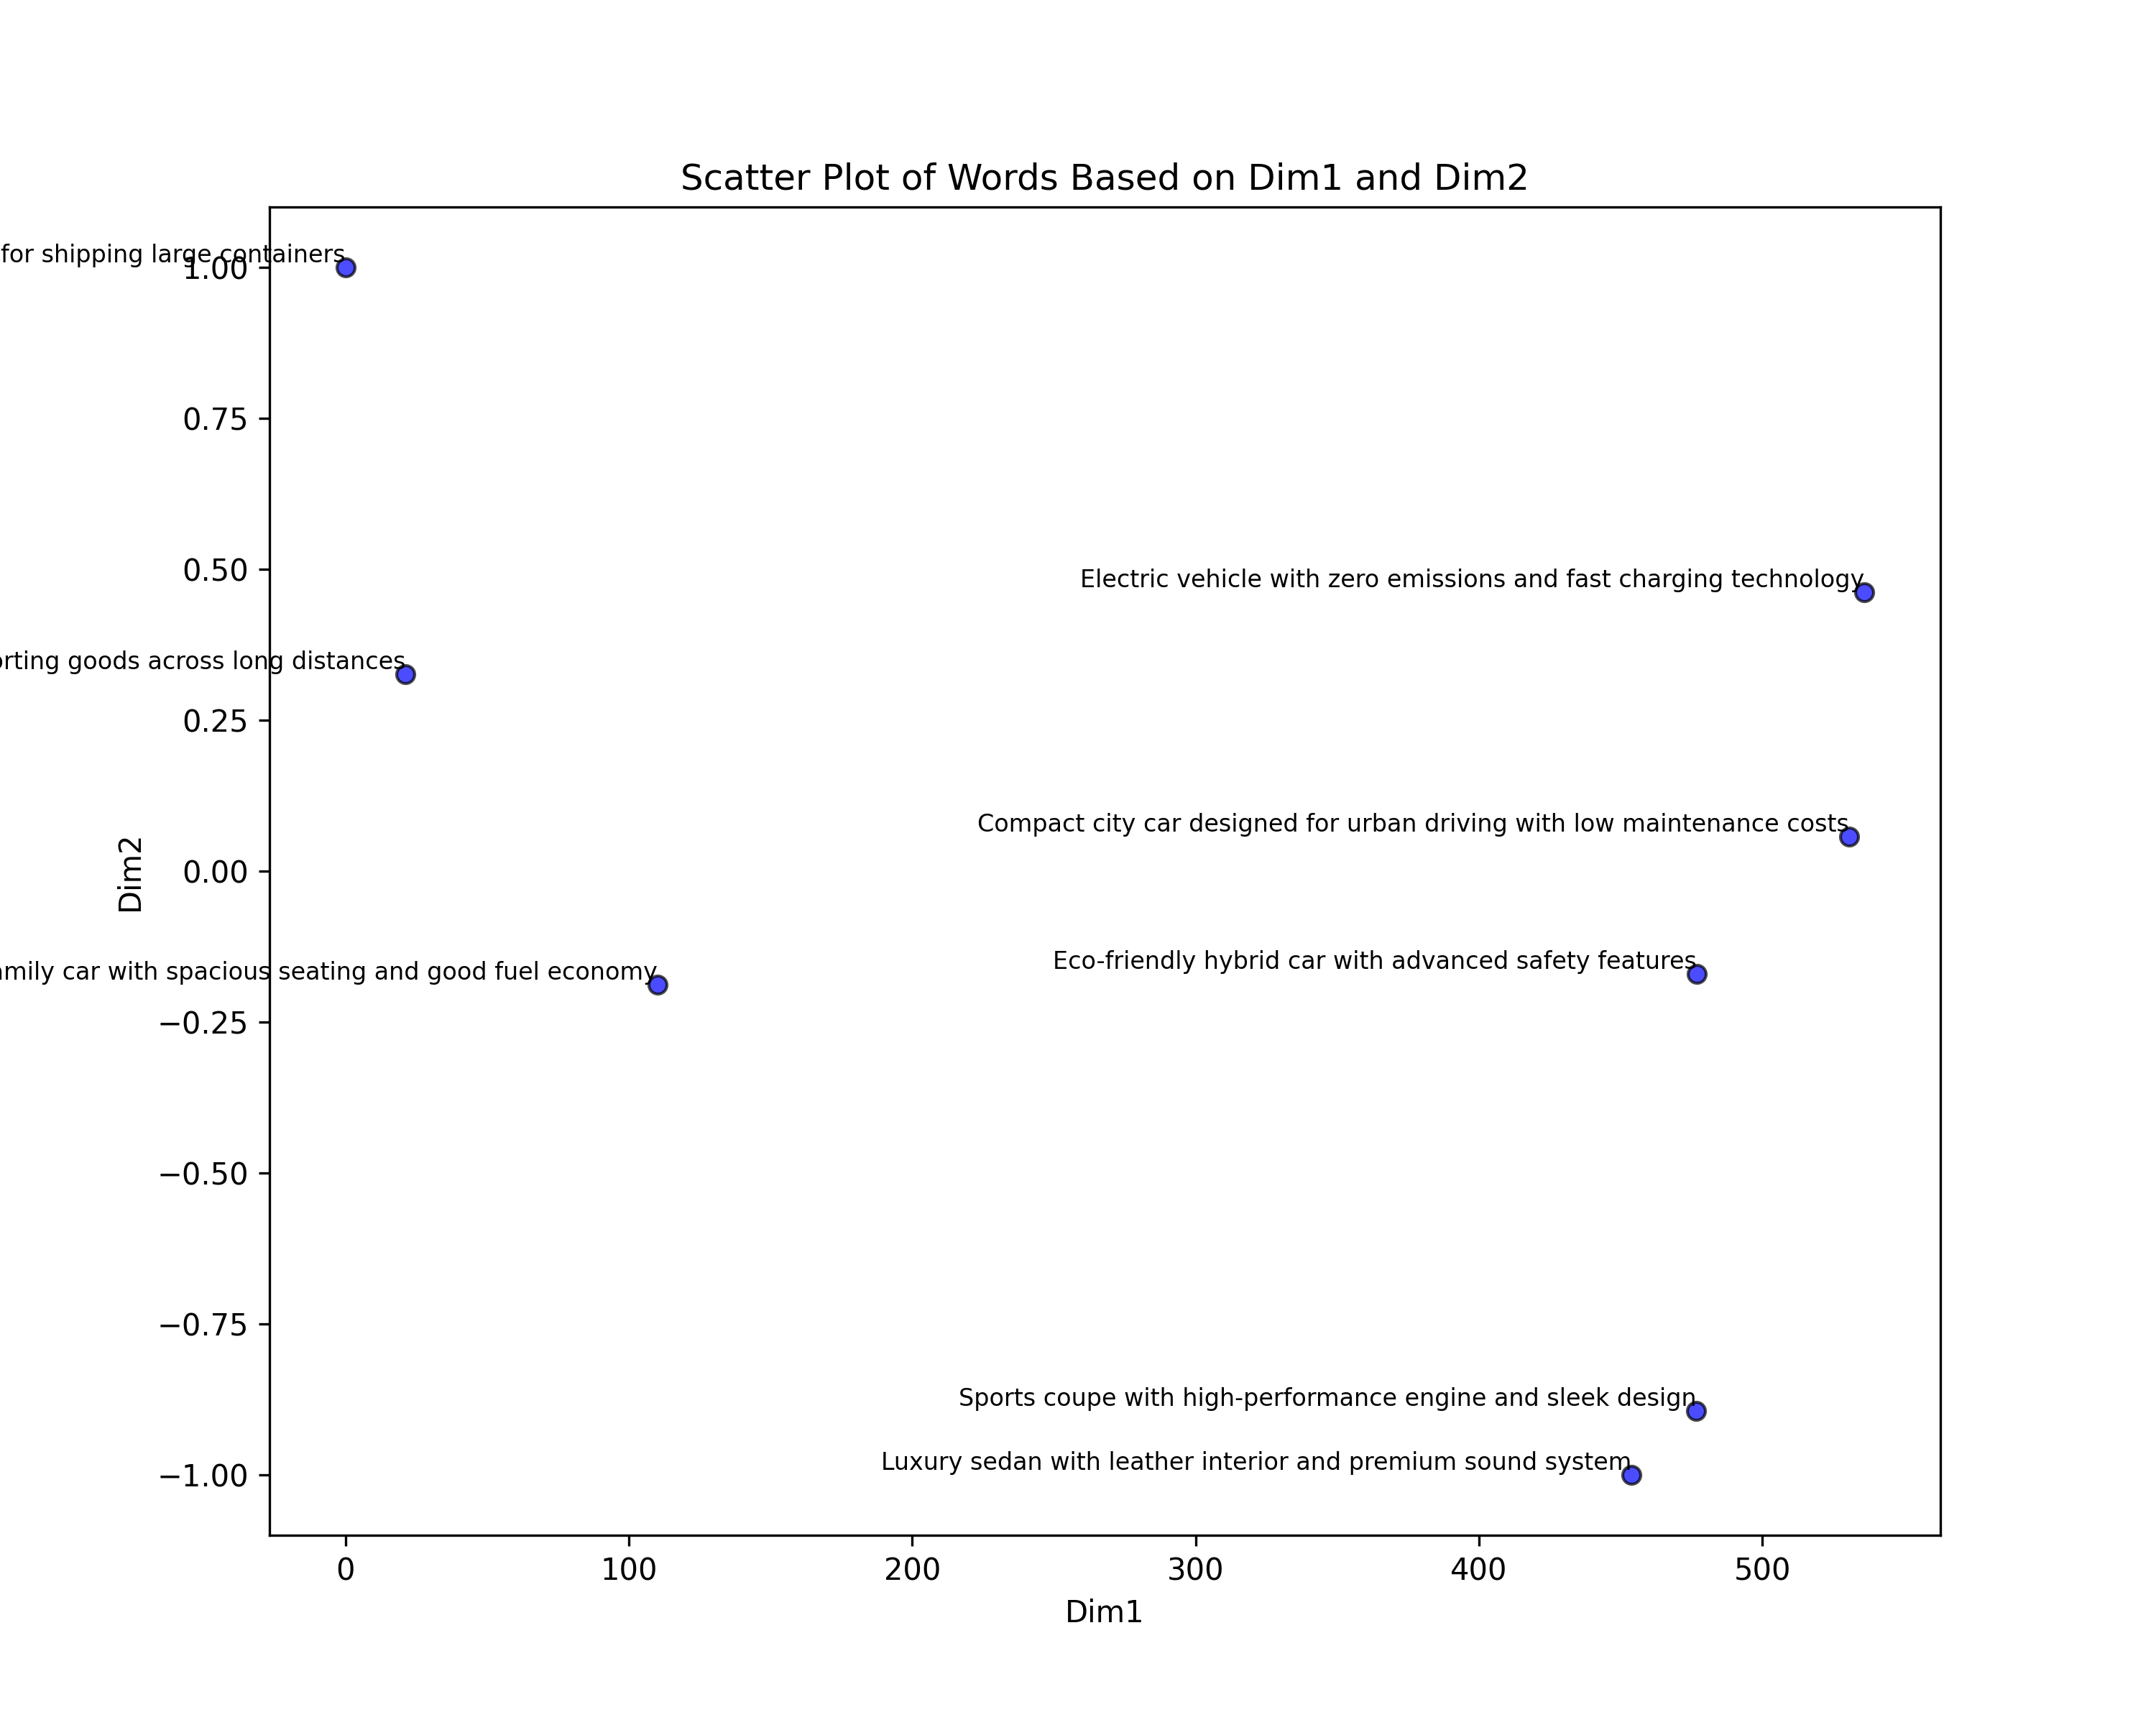 Scatter Plot of Words Based on Dim1 and Dim2
for shipping large containers
1.00
0.75
0.50
Electric vehicle with zero emissions and fast charging technology
goods across long distances
0.25
Compact city car designed for urban driving with low maintenance costs
0.00
Dim2
car with spacious seating and good fuel economy
Eco-friendly hybrid car with advanced safety features
−0.25
−0.50
−0.75
Sports coupe with high-performance engine and sleek design
Luxury sedan with leather interior and premium sound system
−1.00
0 100 200 300 400 500
Dim1